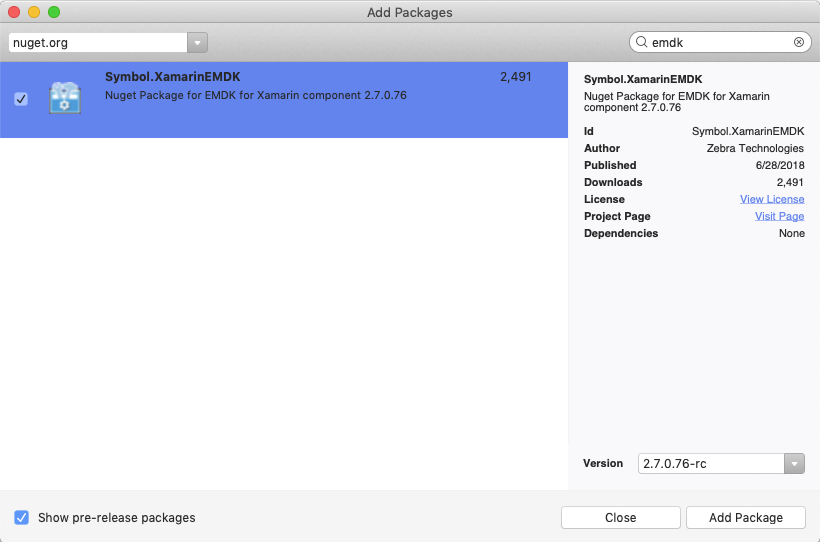 Add Packages
nuget.org
emdk
Symbol.XamarinEMDK 2,491
Nuget Package for EMDK for Xamarin component 2.7.0.76
Symbol.XamarinEMDK
Nuget Package for EMDK for Xamarin
component 2.7.0.76
Id Symbol.XamarinEMDK
Author Zebra Technologies
Published 6/28/2018
Downloads 2,491
License View License
Project Page Visit Page
Dependencies None
Version 2.7.0.76-rc
Show pre-release packages
Close
Add Package